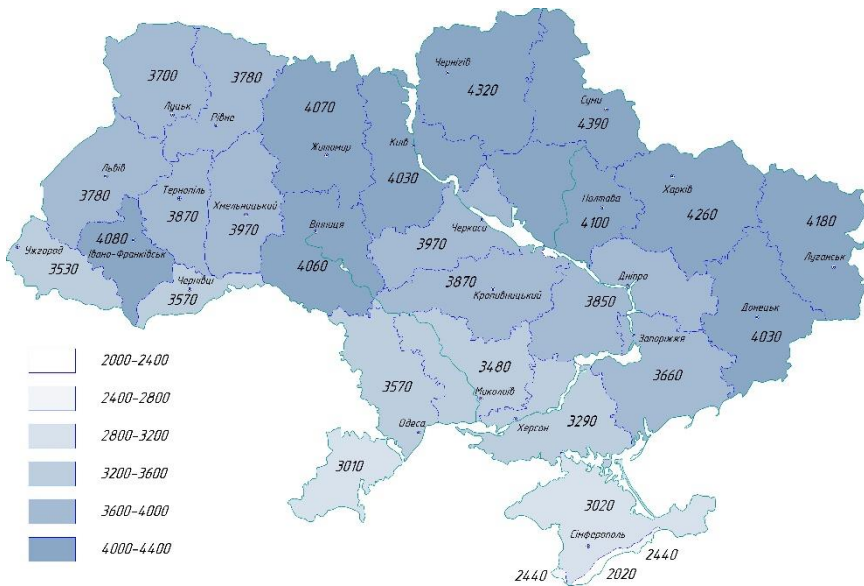 3700
Луцьк
3780
Рівне
4070
Житомир
Київ
4030
Чернігів
4320
Суми
4390
Львів
3780
Тернопіль
3870
Хмельницький
3970
Вінниця
4060
Черкаси
3970
Полтава
4100
Харків
4260
4180
Луганськ
Ужгород
3530
4080
Івано-Франківськ
Чернівці
3570
3870
Кропивницький
Дніпро
3850
Донецьк
4030
Запоріжжя
3660
3570
Одеса
3480
Миколаїв
Херсон
3290
3010
3020
Сімферополь
2440
2020
2440
2000-2400
2400-2800
2800-3200
3200-3600
3600-4000
4000-4400